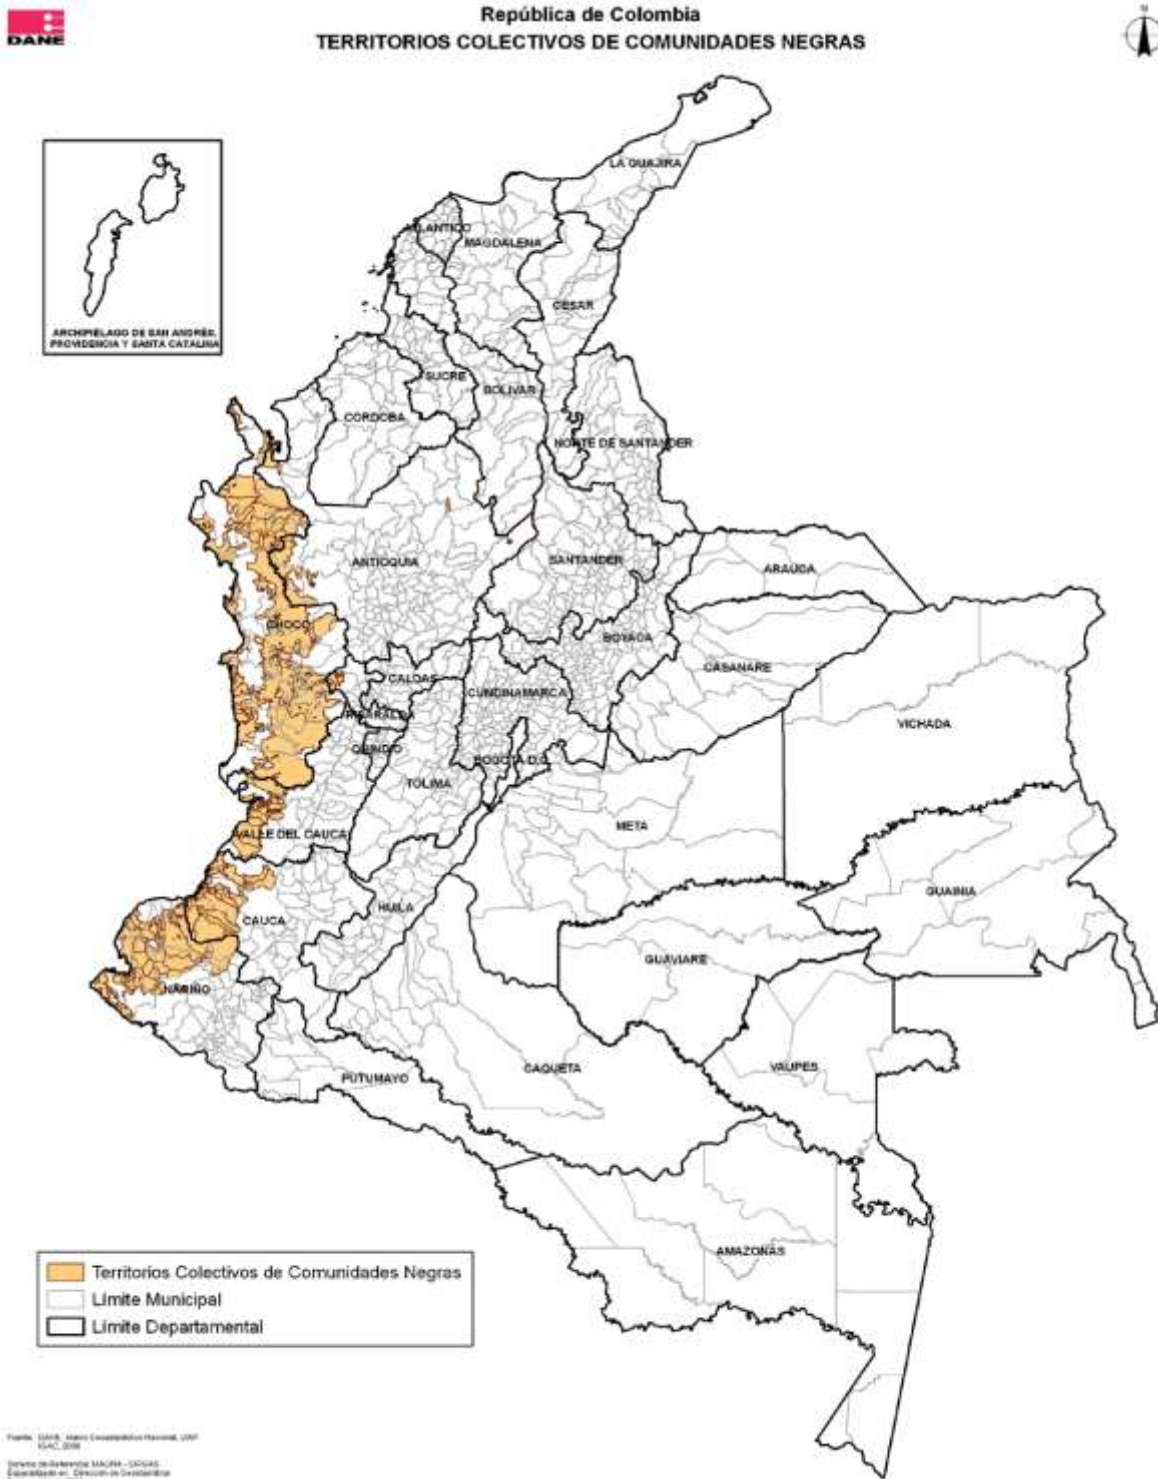 DANE
República de Colombia
TERRITORIOS COLECTIVOS DE COMUNIDADES NEGRAS
N
ARCHIPIÉLAGO DE SAN ANDRÉS,
PROVIDENCIA Y SANTA CATALINA
LA GUAJIRA
ATLANTICO
MAGDALENA
CESAR
SUCRE
BOLIVAR
CORDOBA
NORTE DE SANTANDER
ANTIOQUIA
SANTANDER
ARAUCA
CHOCO
BOYACA
CASANARE
CALDAS
CUNDINAMARCA
RISARALDA
VICHADA
QUINDIO
BOGOTA D.C.
TOLIMA
META
VALLE DEL CAUCA
GUAINIA
HUILA
CAUCA
GUAVIARE
NARIÑO
CAQUETA
VAUPES
PUTUMAYO
AMAZONAS
Territorios Colectivos de Comunidades Negras
Límite Municipal
Límite Departamental